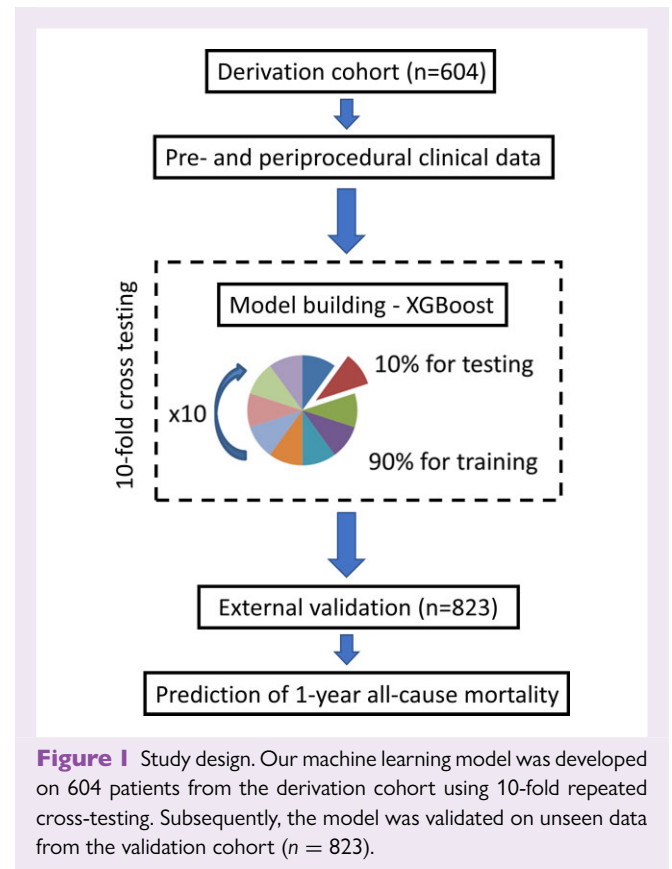 Derivation cohort (n=604)
Pre- and periprocedural clinical data
10-fold cross testing
Model building - XGBoost
10% for testing
x10
90% for training
External validation (n=823)
Prediction of 1-year all-cause mortality
Figure 1 Study design. Our machine learning model was developed
on 604 patients from the derivation cohort using 10-fold repeated
cross-testing. Subsequently, the model was validated on unseen data
from the validation cohort (n = 823).